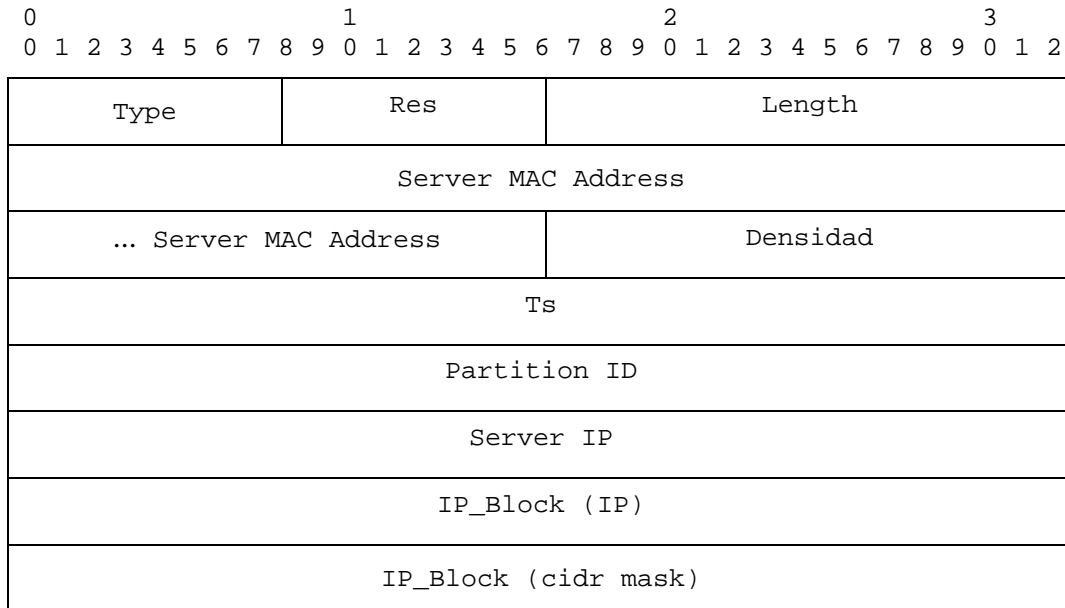 0 1 2 3
0 1 2 3 4 5 6 7 8 9 0 1 2 3 4 5 6 7 8 9 0 1 2 3 4 5 6 7 8 9 0 1 2
Type Res Length
Server MAC Address
… Server MAC Address Densidad
Ts
Partition ID
Server IP
IP_Block (IP)
IP_Block (cidr mask)